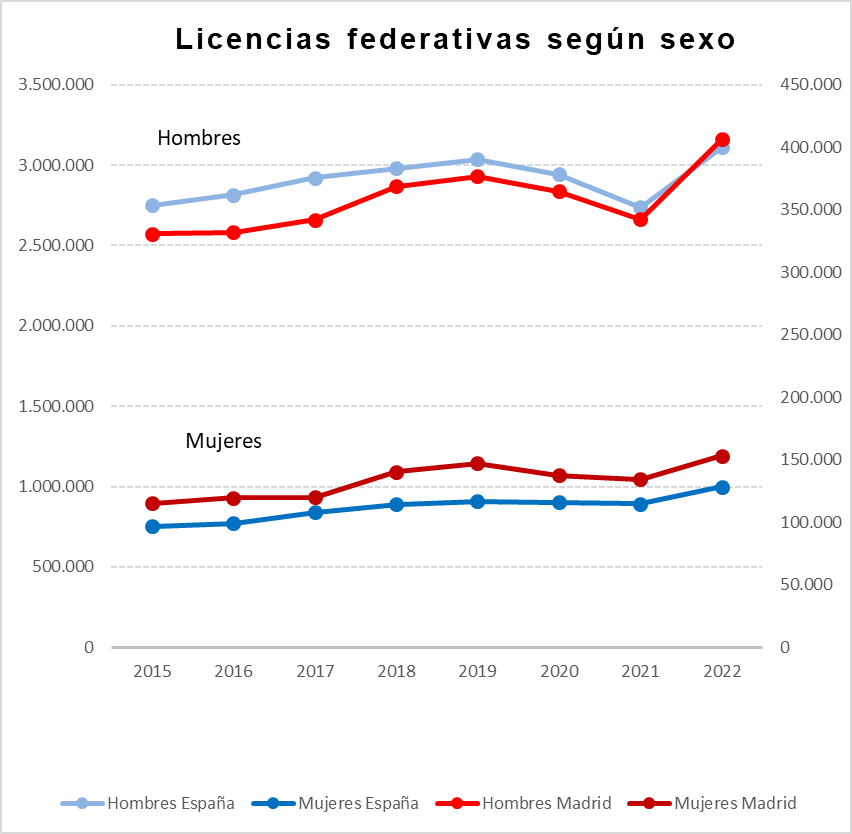 Licencias federativas según sexo
3.500.000 450.000
3.000.000 400.000
2.500.000 350.000
2.000.000 300.000
1.500.000 250.000
1.000.000 200.000
500.000 150.000
0 100.000
50.000
0
Hombres
Mujeres
2015 2016 2017 2018 2019 2020 2021 2022
Hombres España Mujeres España Hombres Madrid Mujeres Madrid